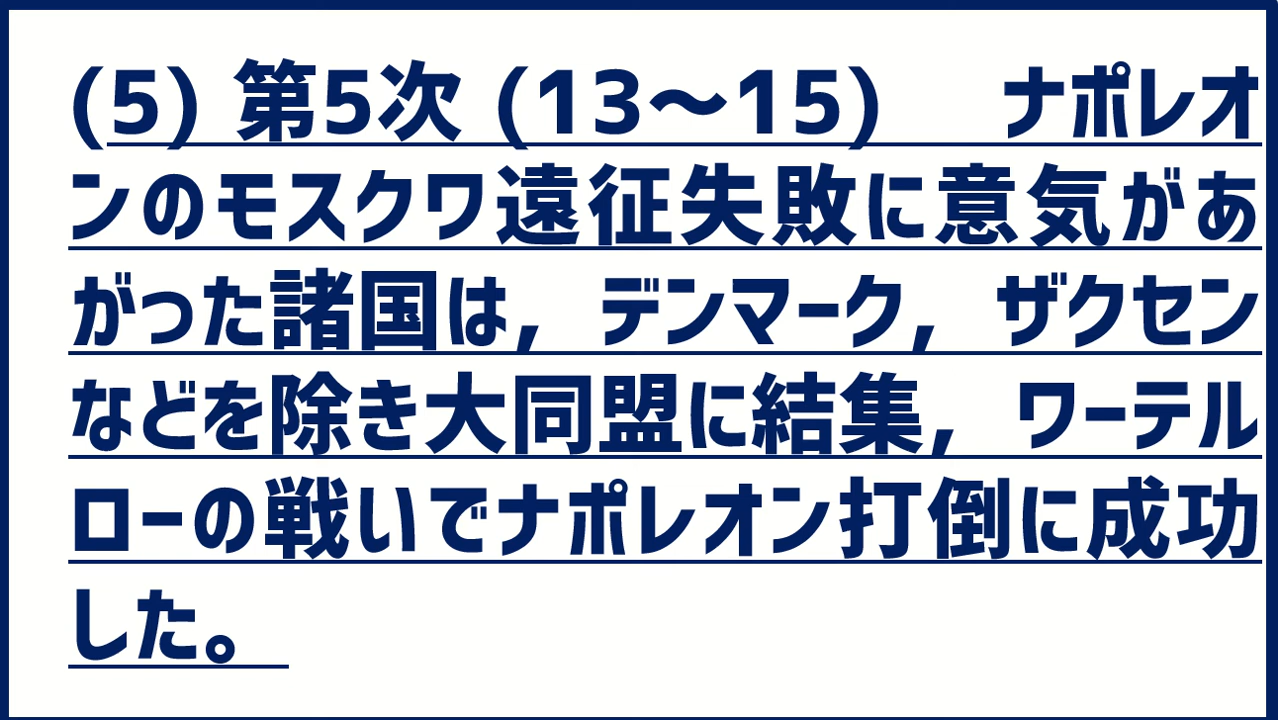 (5) 第5次 (13〜15)　ナポレオ
ンのモスクワ遠征失敗に意気があ
がった諸国は，デンマーク，ザクセン
などを除き大同盟に結集，ワーテル
ローの戦いでナポレオン打倒に成功
した。